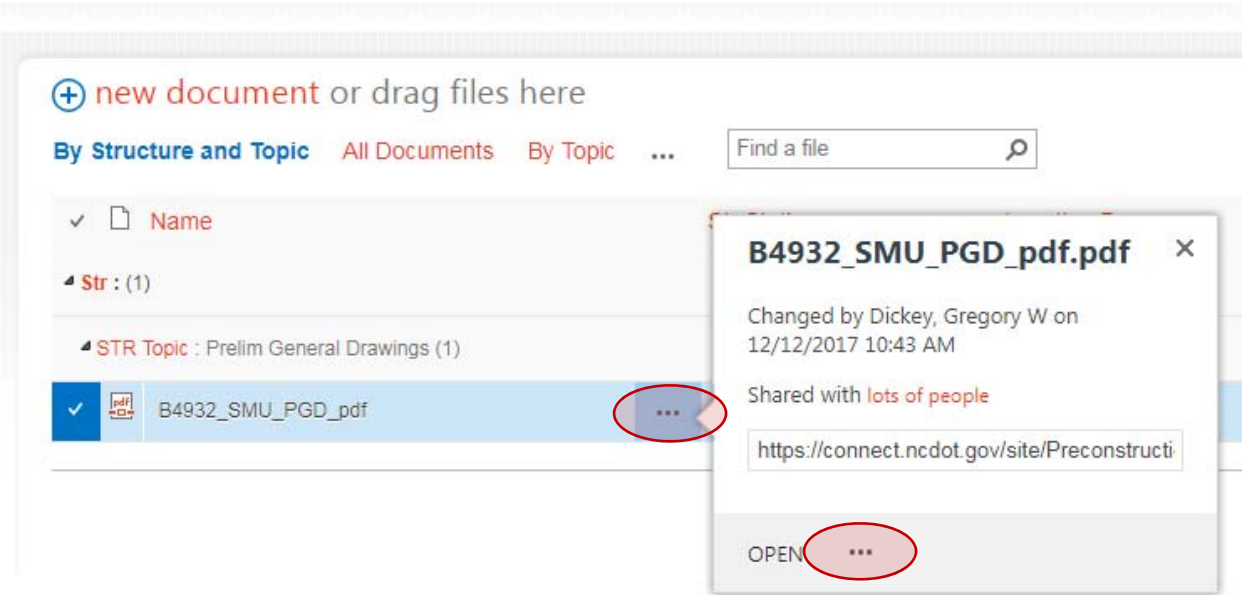 new document or drag files here
By Structure and Topic All Documents By Topic ... Find a file
Name
B4932_SMU_PGD_pdf.pdf
Str : (1)
Changed by Dickey, Gregory W on
12/12/2017 10:43 AM
STR Topic : Prelim General Drawings (1)
Shared with lots of people
pdf B4932_SMU_PGD_pdf ...
https://connect.ncdot.gov/site/Preconstructi
OPEN ...